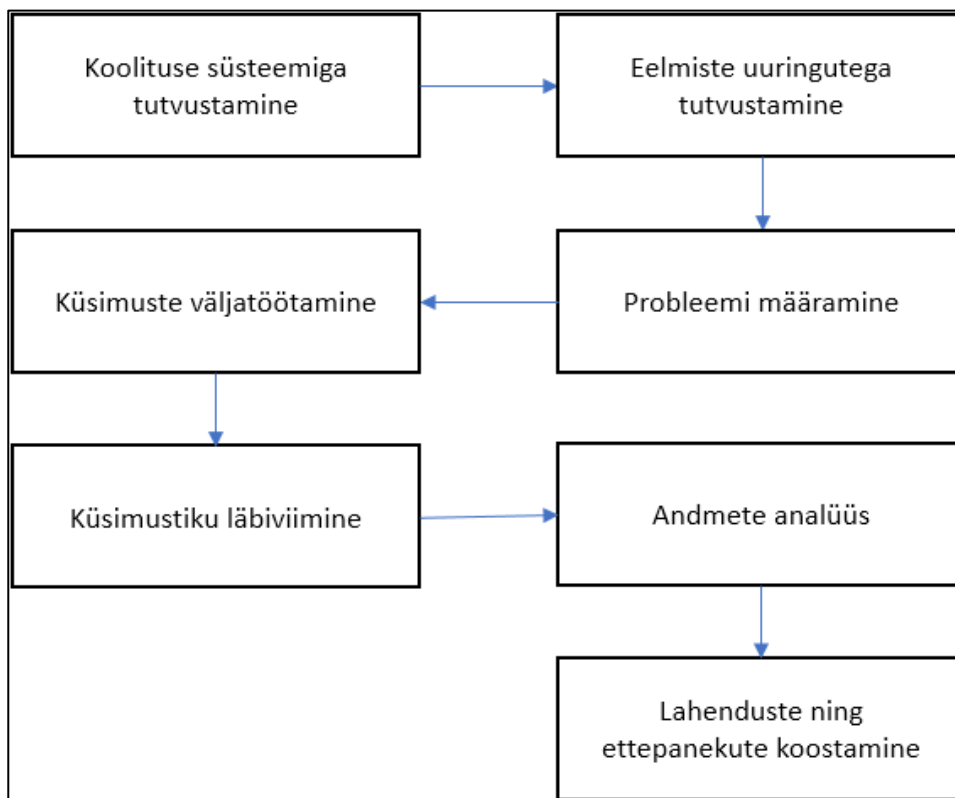 Koolituse süsteemiga
tutvustamine
Eelmiste uuringutega
tutvustamine
Probleemi määramine
Küsimuste väljatöötamine
Küsimustiku läbiviimine
Andmete analüüs
Lahenduste ning
ettepanekute koostamine